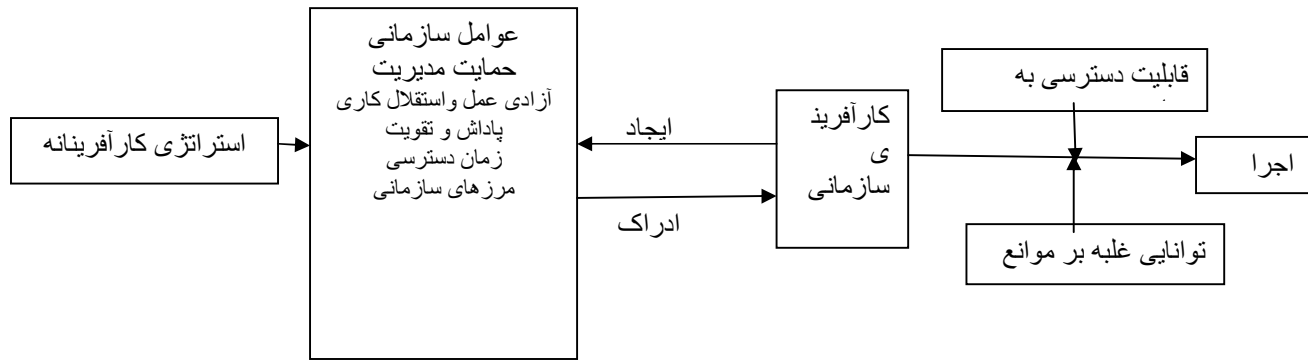 استراتژی کارآفرینانه
عوامل سازمانی
حمایت مدیریت
آزادی عمل واستقلال کاری
پاداش و تقویت
زمان دسترسی
مرزهای سازمانی
ایجاد
ادراک
کارآفرین
ی
سازمانی
قابلیت دسترسی به
توانایی غلبه بر موانع
اجرا